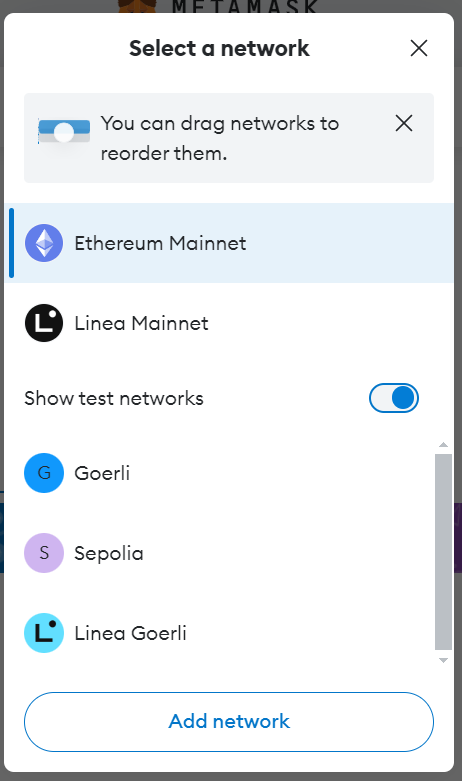 METAMASK
Select a network
You can drag networks to
reorder them.
Ethereum Mainnet
L Linea Mainnet
Show test networks
G Goerli
S Sepolia
L Linea Goerli
Add network